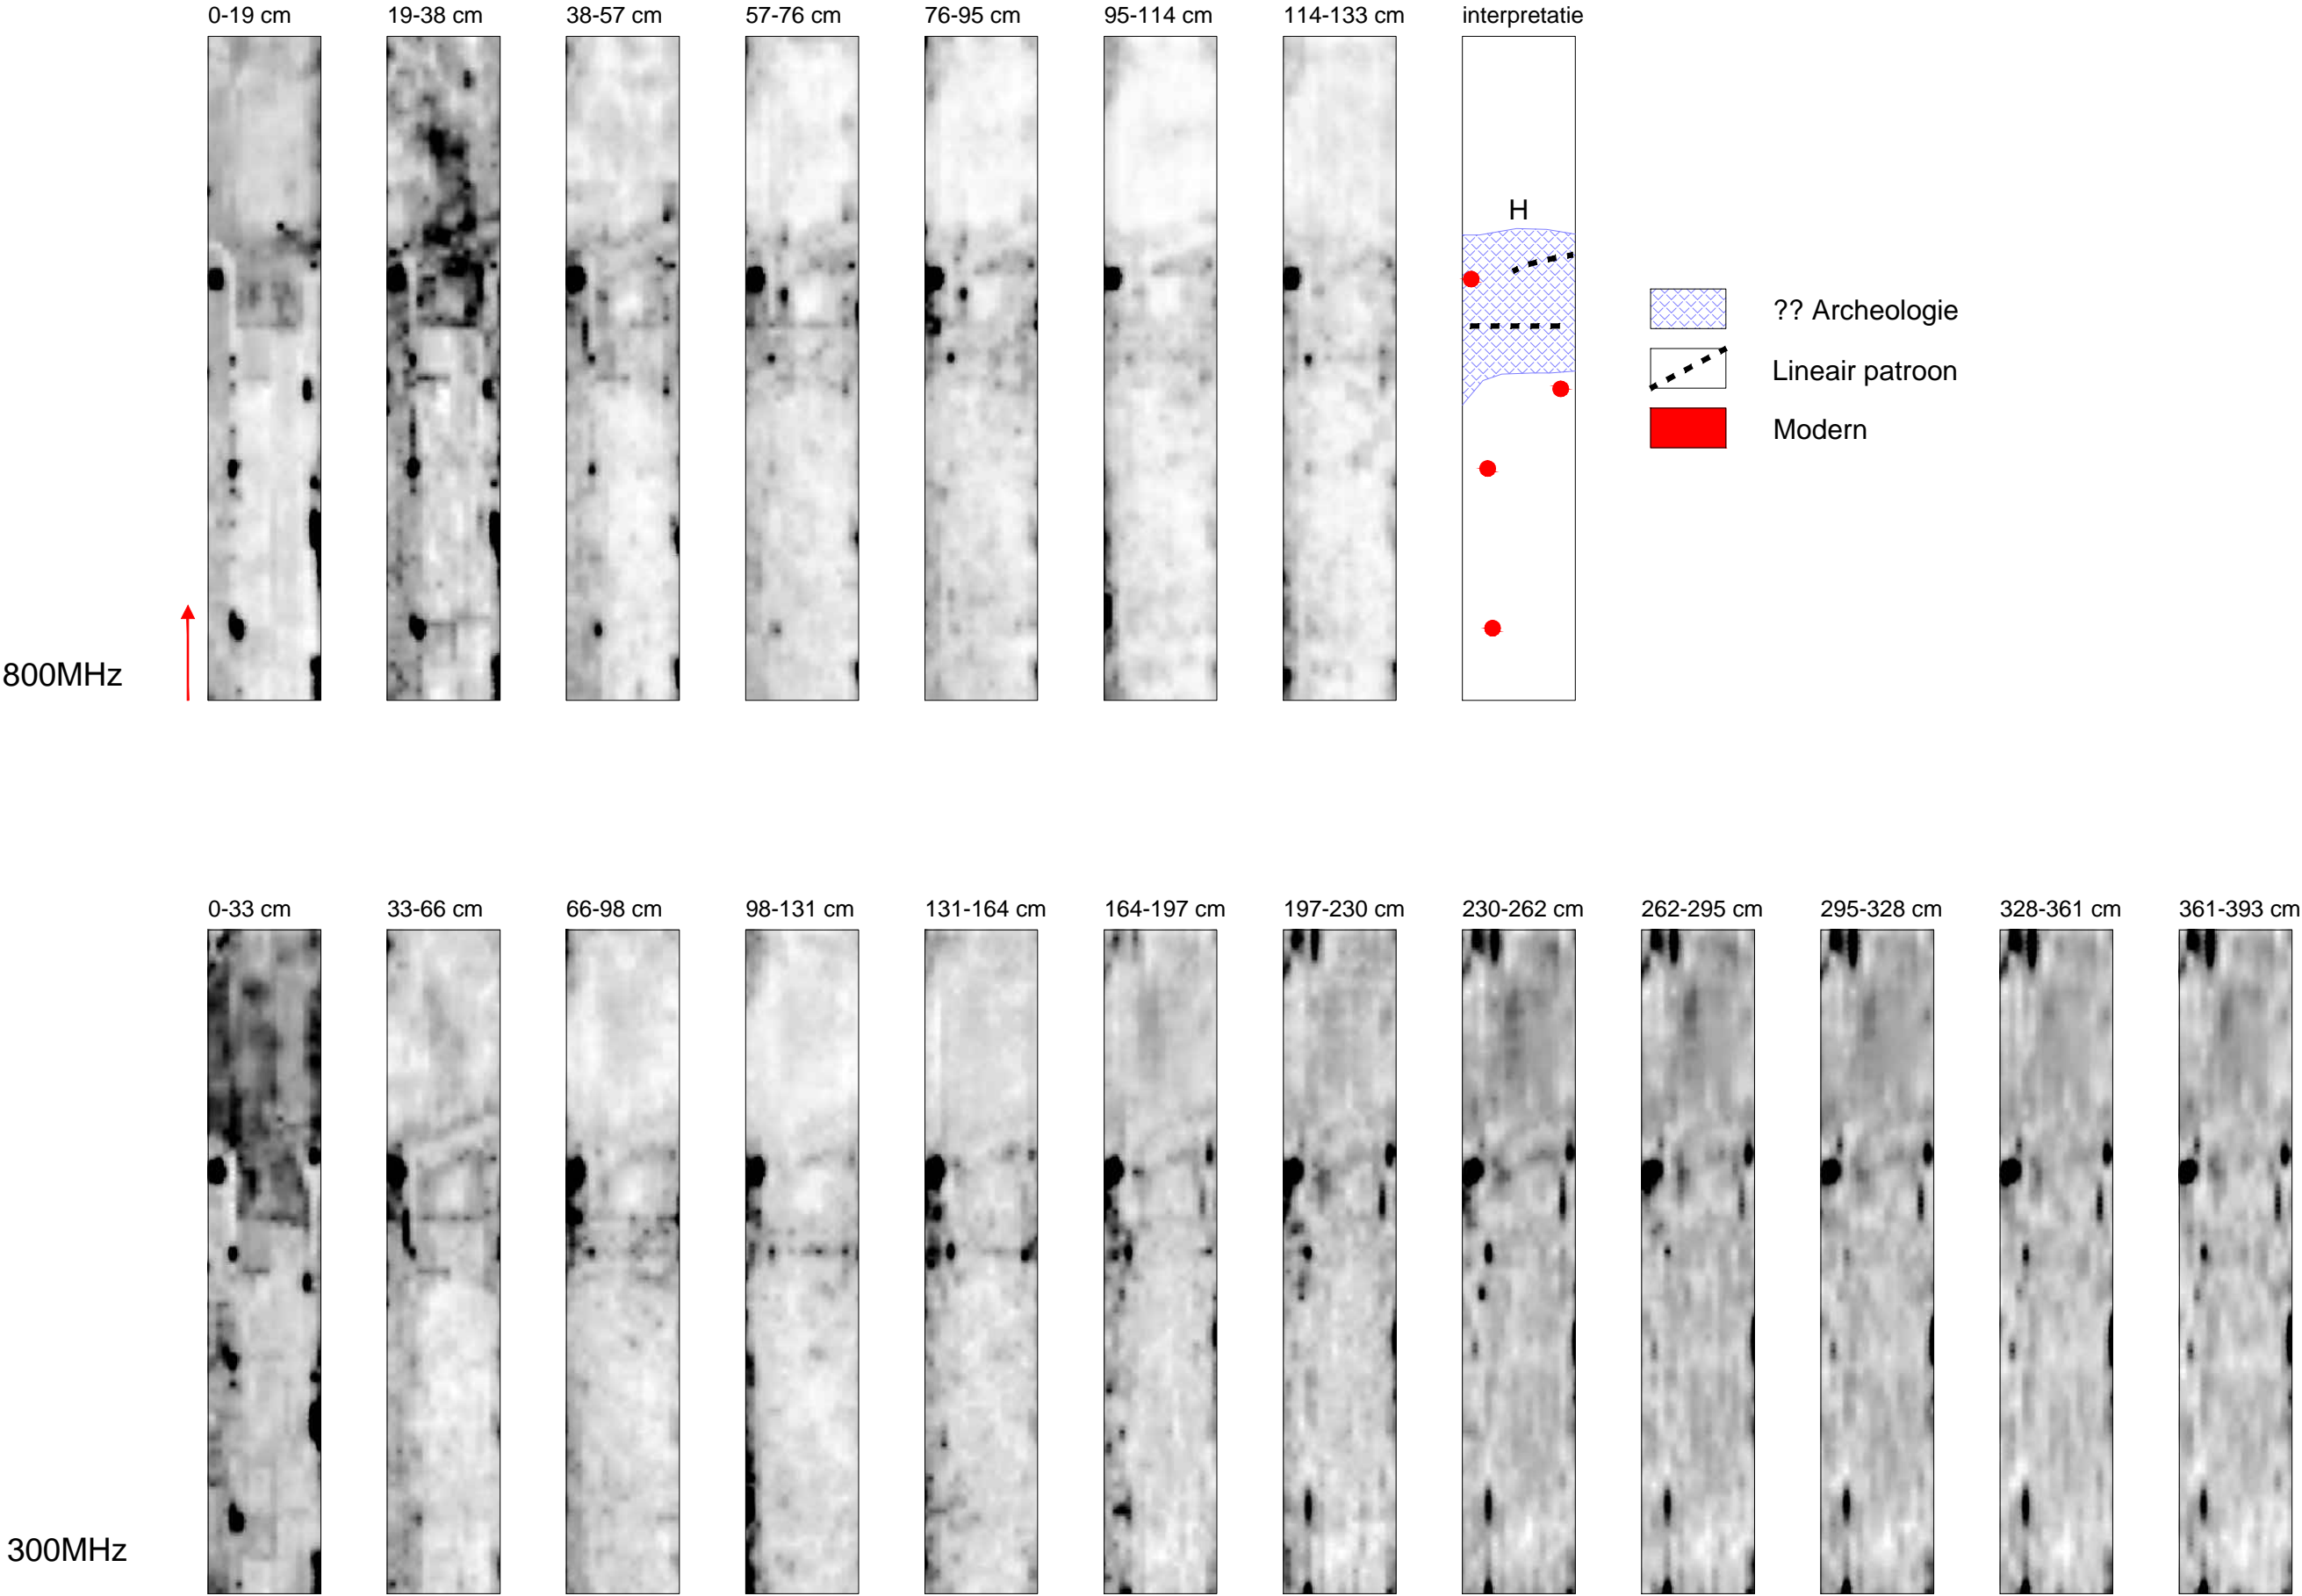 0-19 cm 19-38 cm 38-57 cm 57-76 cm 76-95 cm 95-114 cm 114-133 cm interpretatie
H
?? Archeologie
Lineair patroon
Modern
800MHz
0-33 cm 33-66 cm 66-98 cm 98-131 cm 131-164 cm 164-197 cm 197-230 cm 230-262 cm 262-295 cm 295-328 cm 328-361 cm 361-393 cm
300MHz